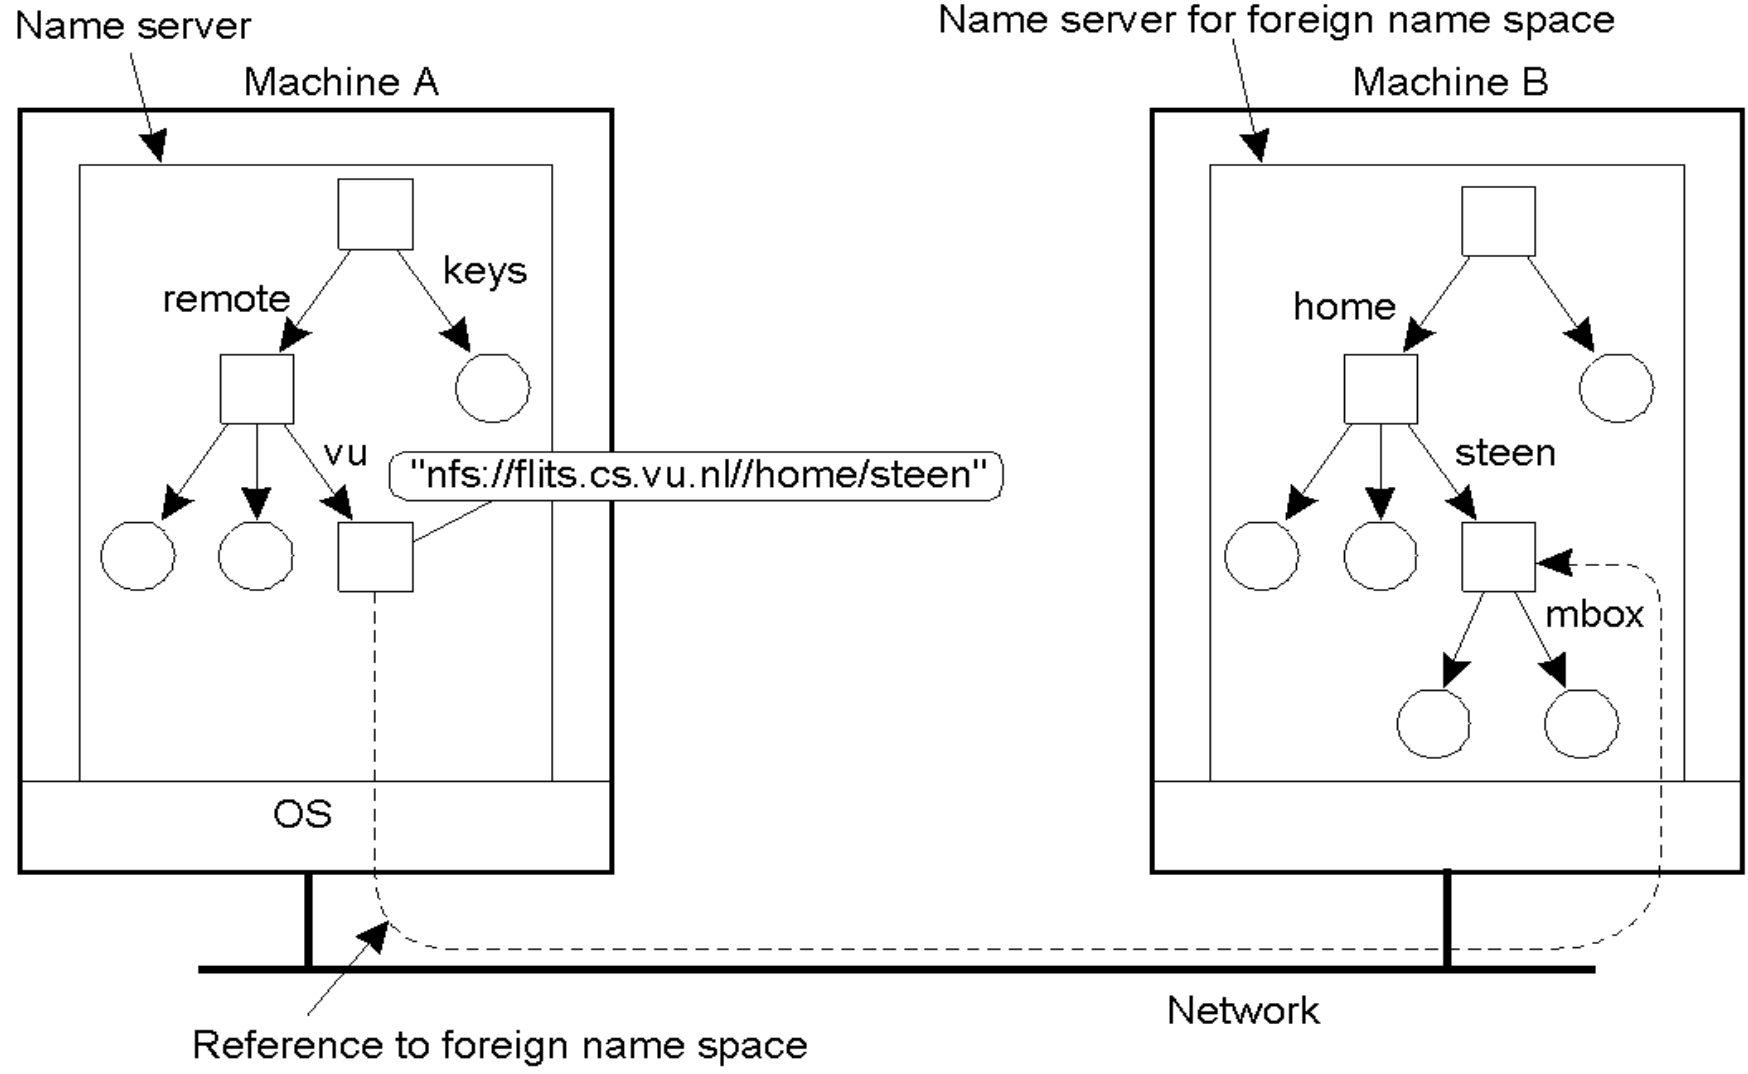 Name server
Name server for foreign name space
Machine A
Machine B
keys
remote
home
vu
steen
"nfs://flits.cs.vu.nl//home/steen"
mbox
OS
Network
Reference to foreign name space